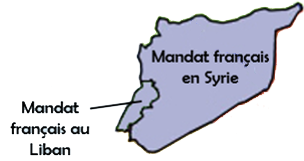 Mandat français
en Syrie
Mandat
français au
Liban